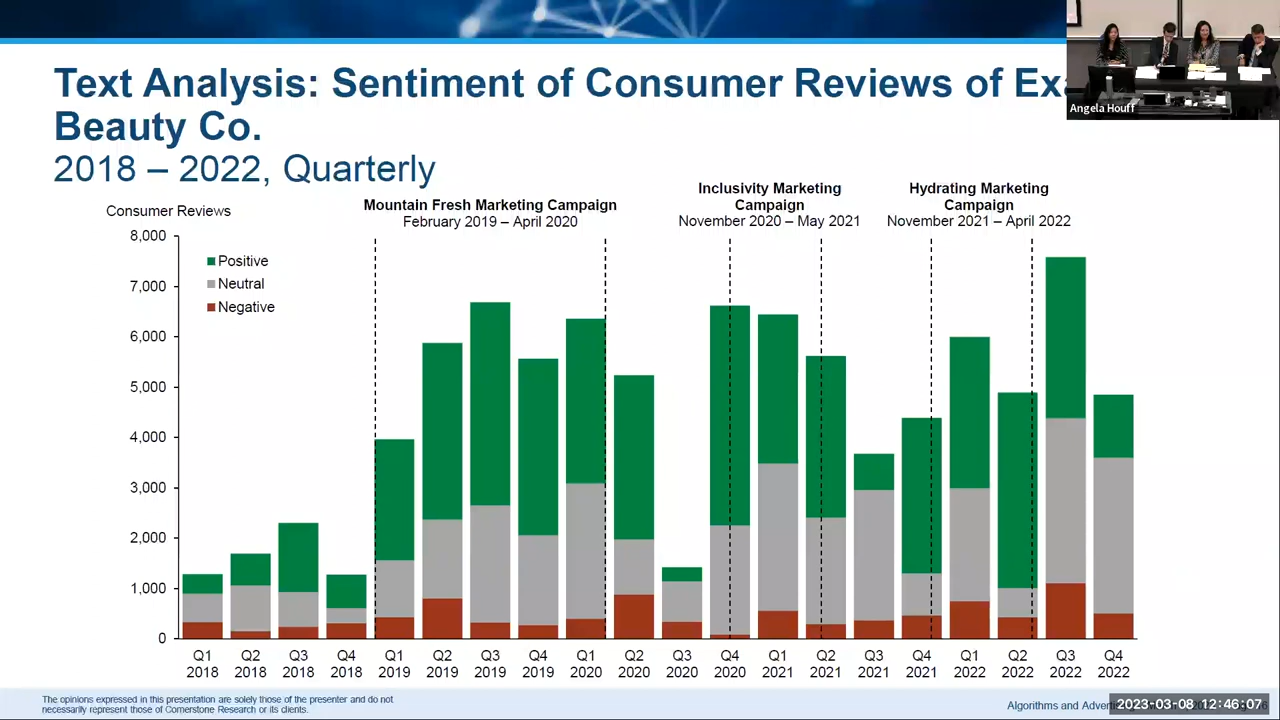 Text Analysis: Sentiment of Consumer Reviews of Exa
Beauty Co.
2018 – 2022, Quarterly
Angela Houff
Consumer Reviews
Mountain Fresh Marketing Campaign
February 2019 – April 2020
Inclusivity Marketing
Campaign
November 2020 – May 2021
Hydrating Marketing
Campaign
November 2021 – April 2022
8,000
7,000
6,000
5,000
4,000
3,000
2,000
1,000
0
Positive
Neutral
Negative
Q1 Q2 Q3 Q4 Q1 Q2 Q3 Q4 Q1 Q2 Q3 Q4 Q1 Q2 Q3 Q4 Q1 Q2 Q3 Q4
2018 2018 2018 2018 2019 2019 2019 2019 2020 2020 2020 2020 2021 2021 2021 2021 2022 2022 2022 2022
The opinions expressed in this presentation are solely those of the presenter and do not
necessarily represent those of Cornerstone Research or its clients.
Algorithms and Adverti
2023-03-08 12:46:07